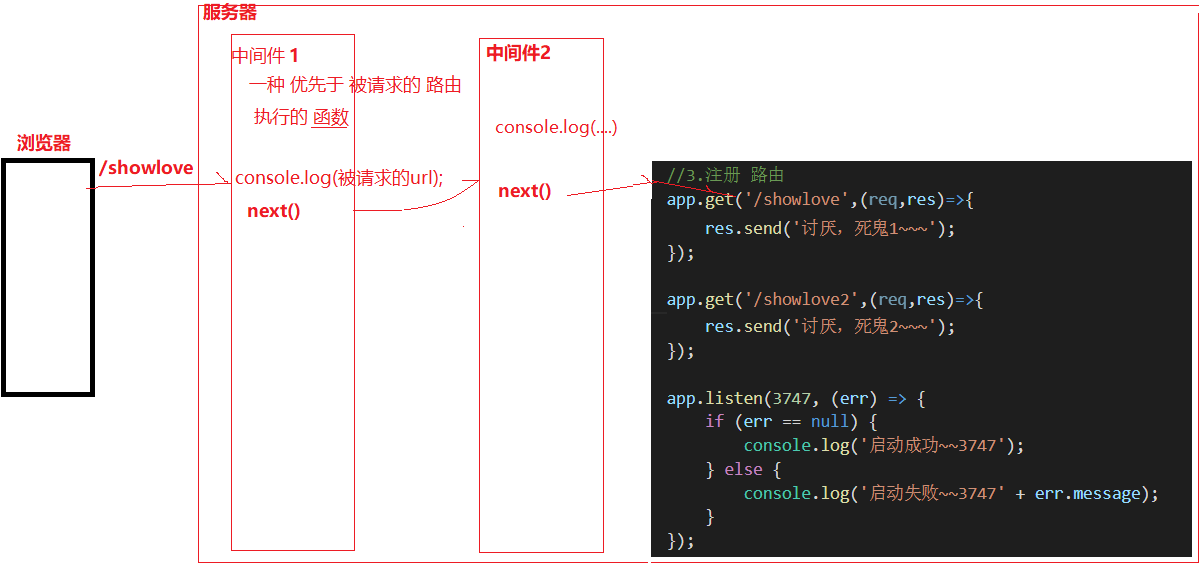 服务器
中间件 1
一种 优先于 被请求的 路由
执行的 函数
console.log(被请求的url);
next()
中间件2
console.log(....)
next()
浏览器
/showlove
//3.注册 路由
app.get('/showlove',(req,res)=>{
    res.send('讨厌，死鬼1~~~');
});
app.get('/showlove2',(req,res)=>{
    res.send('讨厌，死鬼2~~~');
});
app.listen(3747, (err) => {
    if (err == null) {
        console.log('启动成功~~3747');
    } else {
        console.log('启动失败~~3747' + err.message);
    }
});